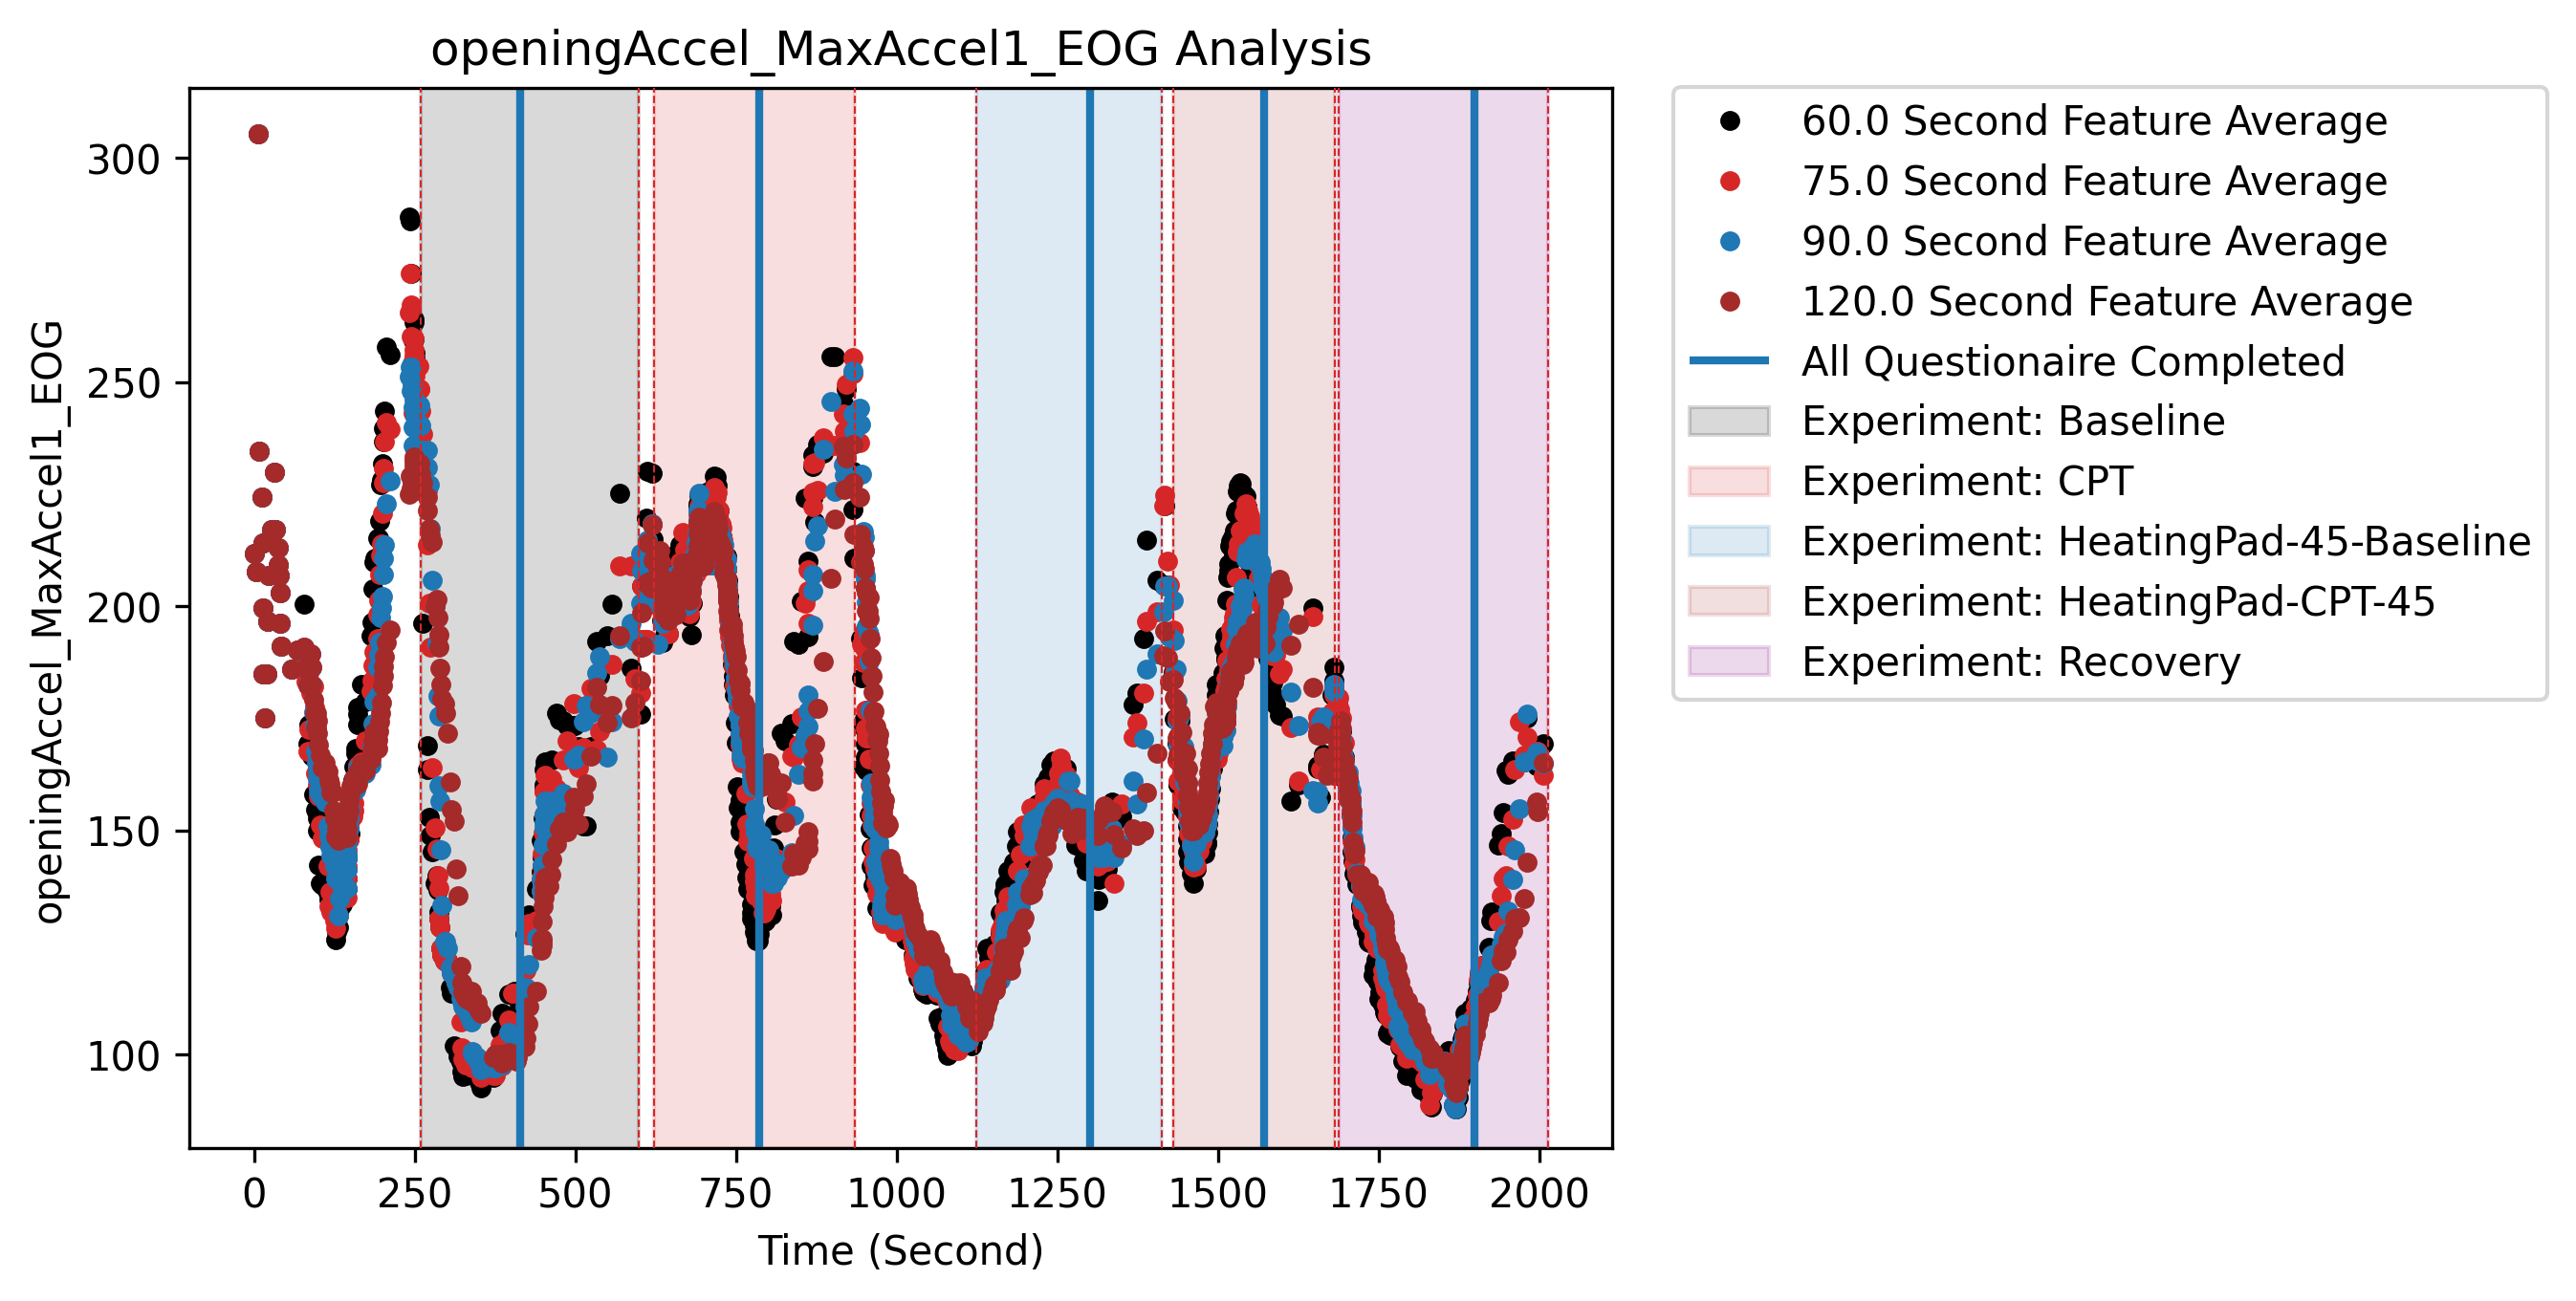 openingAccel_MaxAccel1_EOG Analysis
openingAccel_MaxAccel1_EOG
300
250
200
150
100
0 250 500 750 1000 1250 1500 1750 2000
Time (Second)
60.0 Second Feature Average
75.0 Second Feature Average
90.0 Second Feature Average
120.0 Second Feature Average
All Questionaire Completed
Experiment: Baseline
Experiment: CPT
Experiment: HeatingPad-45-Baseline
Experiment: HeatingPad-CPT-45
Experiment: Recovery